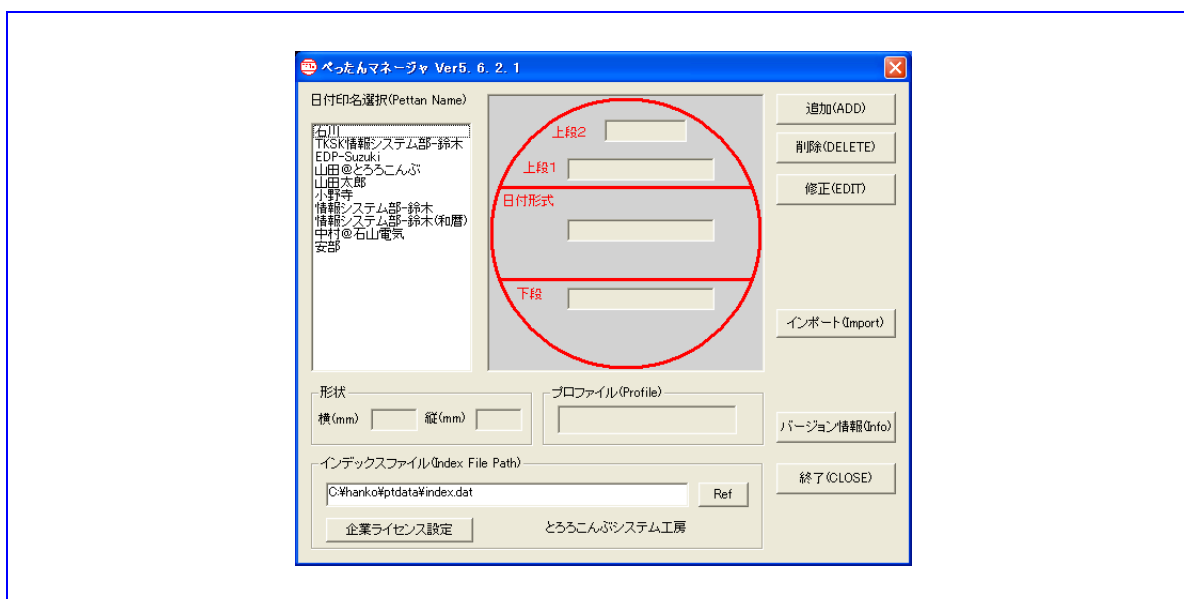 ぺったんマネージャ Ver5. 6. 2. 1
日付印名選択(Pettan Name)
石川
TKSK情報システム部-鈴木
EDP-Suzuki
山田@とろろこんぶ
山田太郎
小野寺
情報システム部-鈴木
情報システム部-鈴木(和暦)
中村@石山電気
安部
上段2
上段1
日付形式
下段
追加(ADD)
削除(DELETE)
修正(EDIT)
インポート(Import)
バージョン情報(Info)
終了(CLOSE)
形状
横(mm)
縦(mm)
プロファイル(Profile)
インデックスファイル(Index File Path)
C:¥hanko¥ptdata¥index.dat
Ref
企業ライセンス設定
とろろこんぶシステム工房